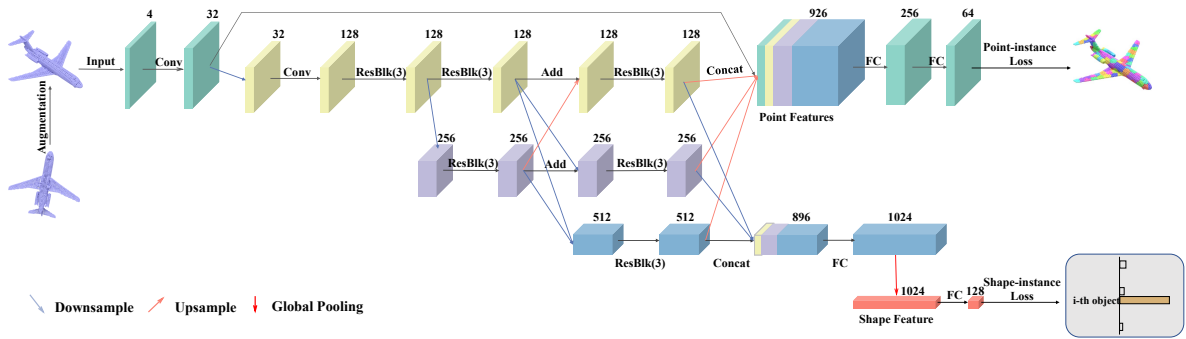 4
32
926
256
64
32
128
128
128
128
128
Input
Conv
Conv
ResBlk(3)
ResBlk(3)
Add
ResBlk(3)
Concat
FC
FC
Point-instance
Loss
Point Features
Augmentation
256
256
256
256
ResBlk(3)
Add
ResBlk(3)
512
512
896
1024
ResBlk(3)
Concat
FC
1024
FC
128
Shape-instance
Loss
i-th object
Shape Feature
Downsample
Upsample
Global Pooling